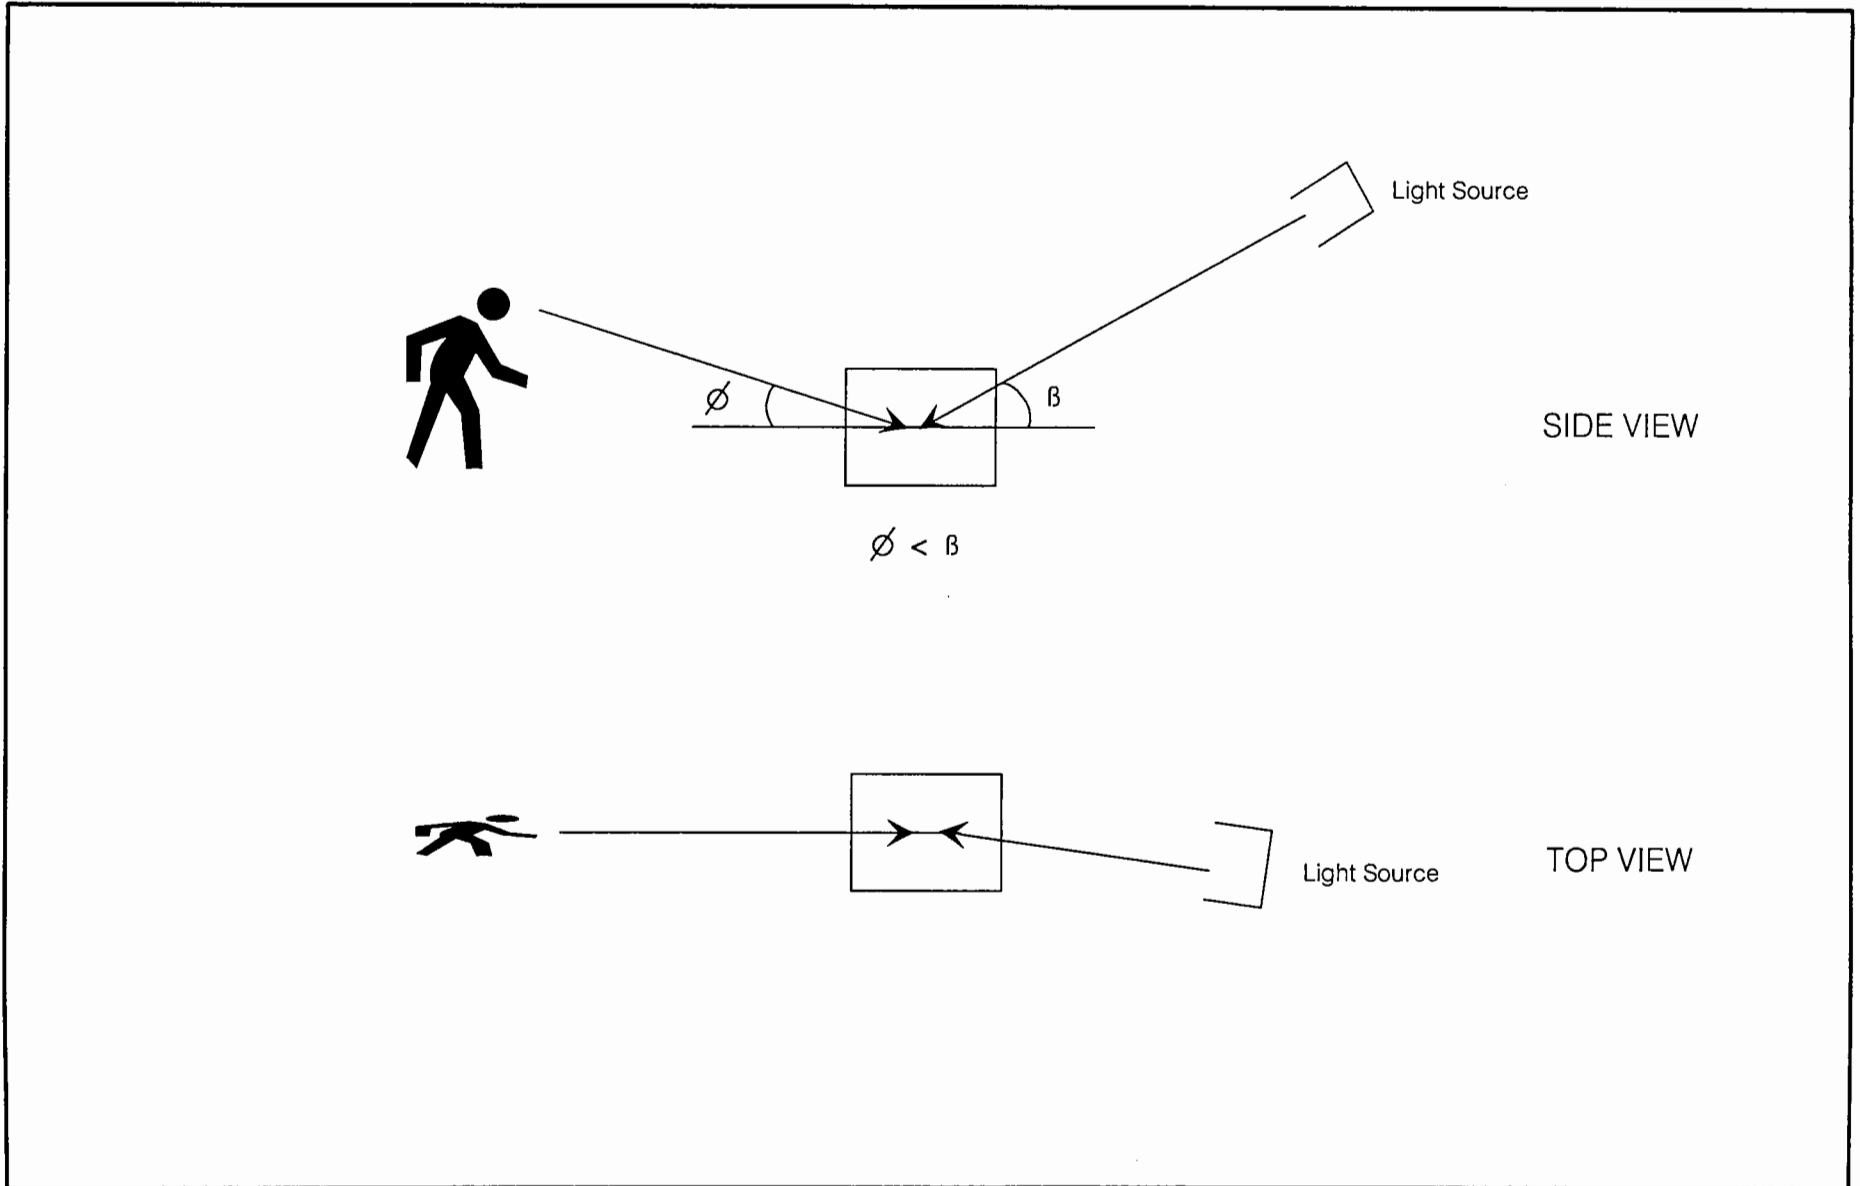 Light Source
Ø ß
SIDE VIEW
Ø < ß
Light Source
TOP VIEW